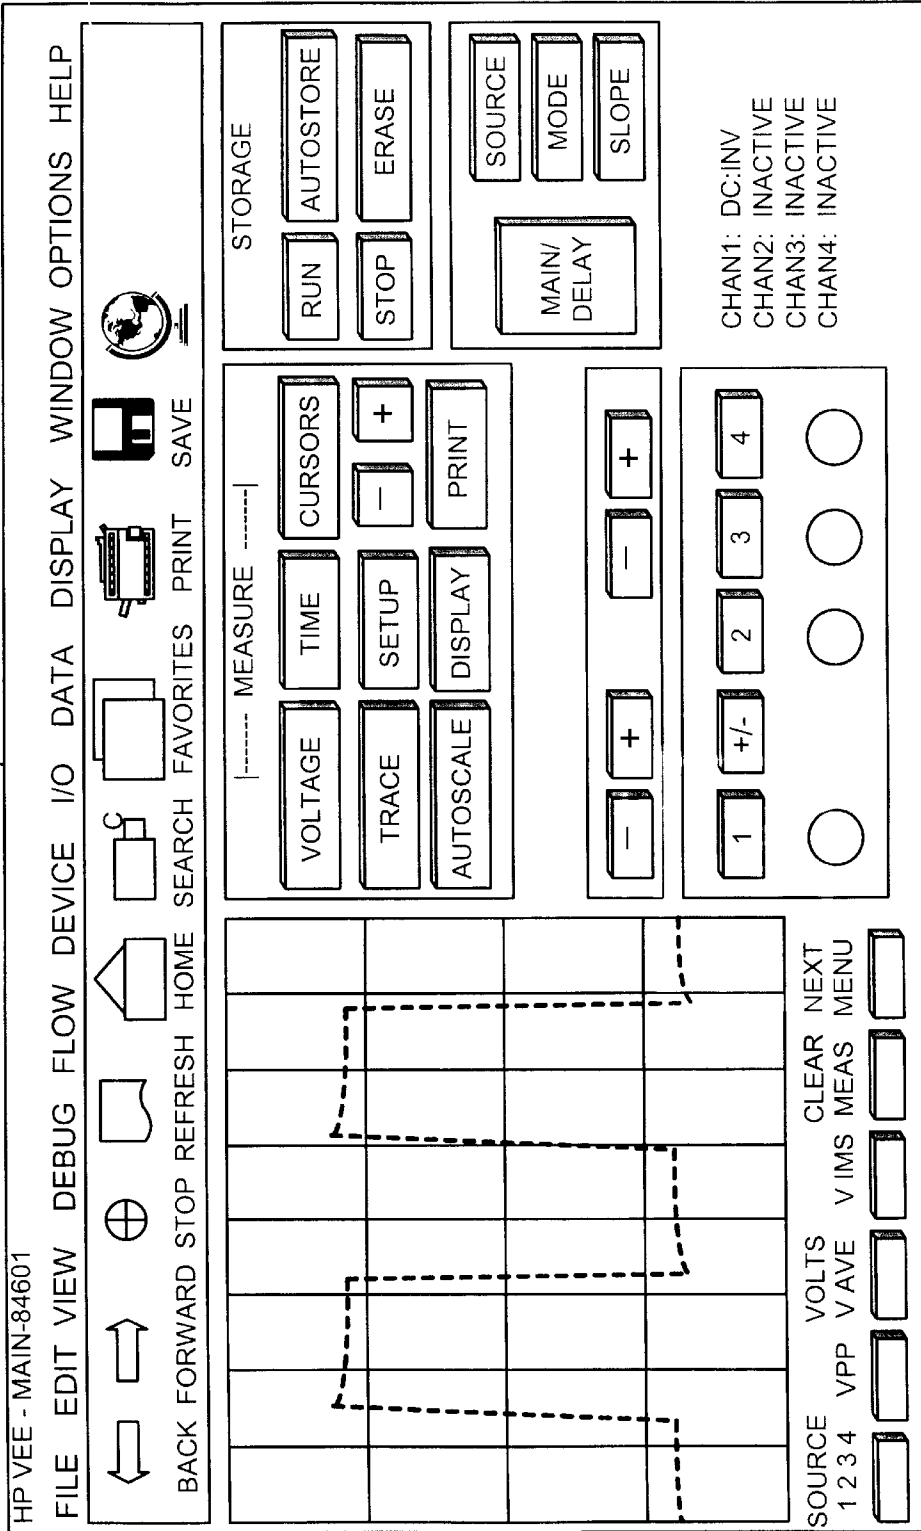 HP VEE - MAIN-84601
FILE EDIT VIEW DEBUG FLOW DEVICE I/O DATA DISPLAY WINDOW OPTIONS HELP
C
BACK FORWARD STOP REFRESH HOME SEARCH FAVORITES PRINT SAVE
|------ MEASURE ------|
VOLTAGE TIME CURSORS
TRACE SETUP − +
AUTOSCALE DISPLAY PRINT
STORAGE
RUN AUTOSTORE
STOP ERASE
− + − +
MAIN/
DELAY
SOURCE
MODE
SLOPE
1 +/- 2 3 4
CHAN1: DC:INV
CHAN2: INACTIVE
CHAN3: INACTIVE
CHAN4: INACTIVE
SOURCE VOLTS CLEAR NEXT
1 2 3 4 VPP V AVE V IMS MEAS MENU